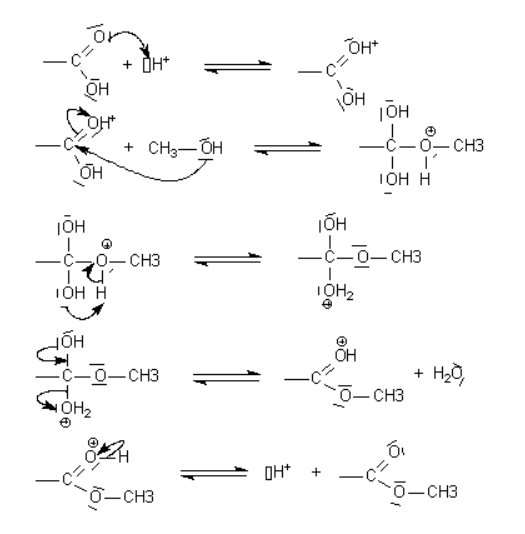 O
C + H⁺ OH⁺
OH C
OH
OH⁺ OH
C + CH₃—OH —C—O—CH3 ⊕
OH OH H
OH OH
—C—O—CH3 ⊕ —C—O—CH3
OH H OH₂ ⊕
OH ⊕
—C—O—CH3 OH
OH₂ C + H₂O
⊕ O—CH3
⊕
O—H O
C H⁺ + C
O—CH3 O—CH3